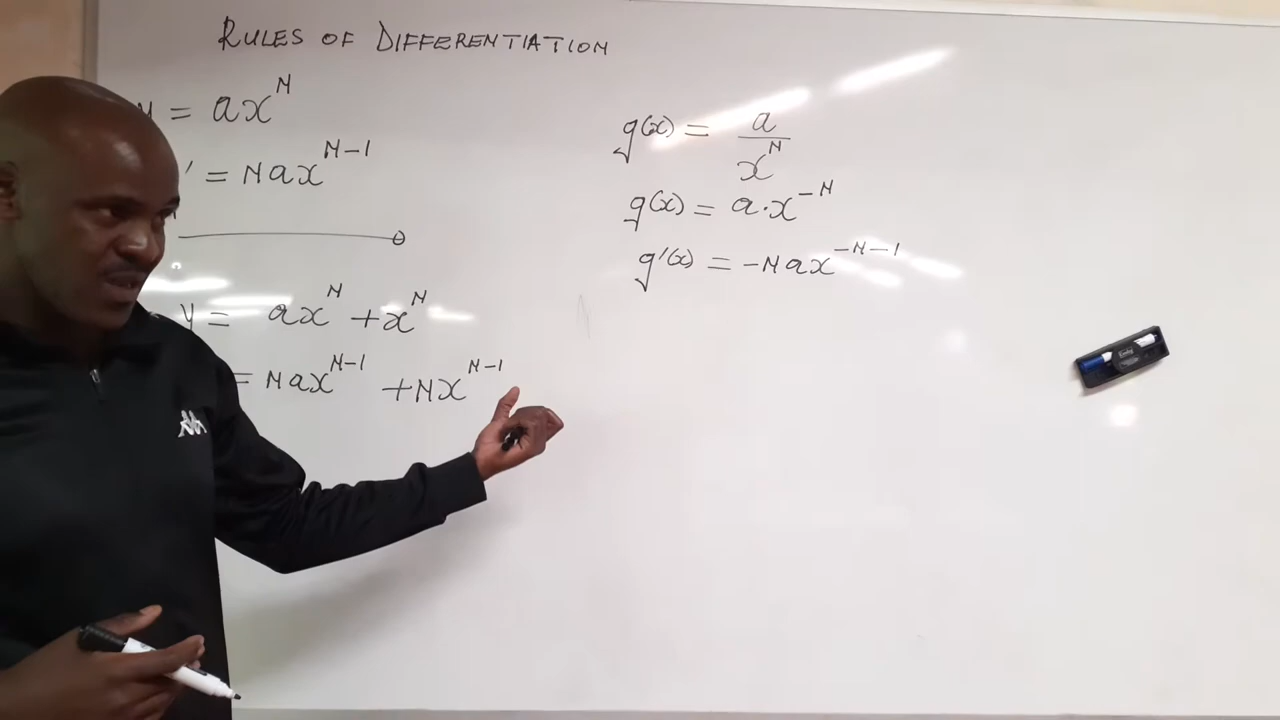 RULES OF DIFFERENTIATION
y = ax^N
' = Nax^{N-1}
y = ax^N + x^N
= Nax^{N-1} + Nx^{N-1}
g(x) = a/x^N
g(x) = a·x^{-N}
g'(x) = -Nax^{-N-1}